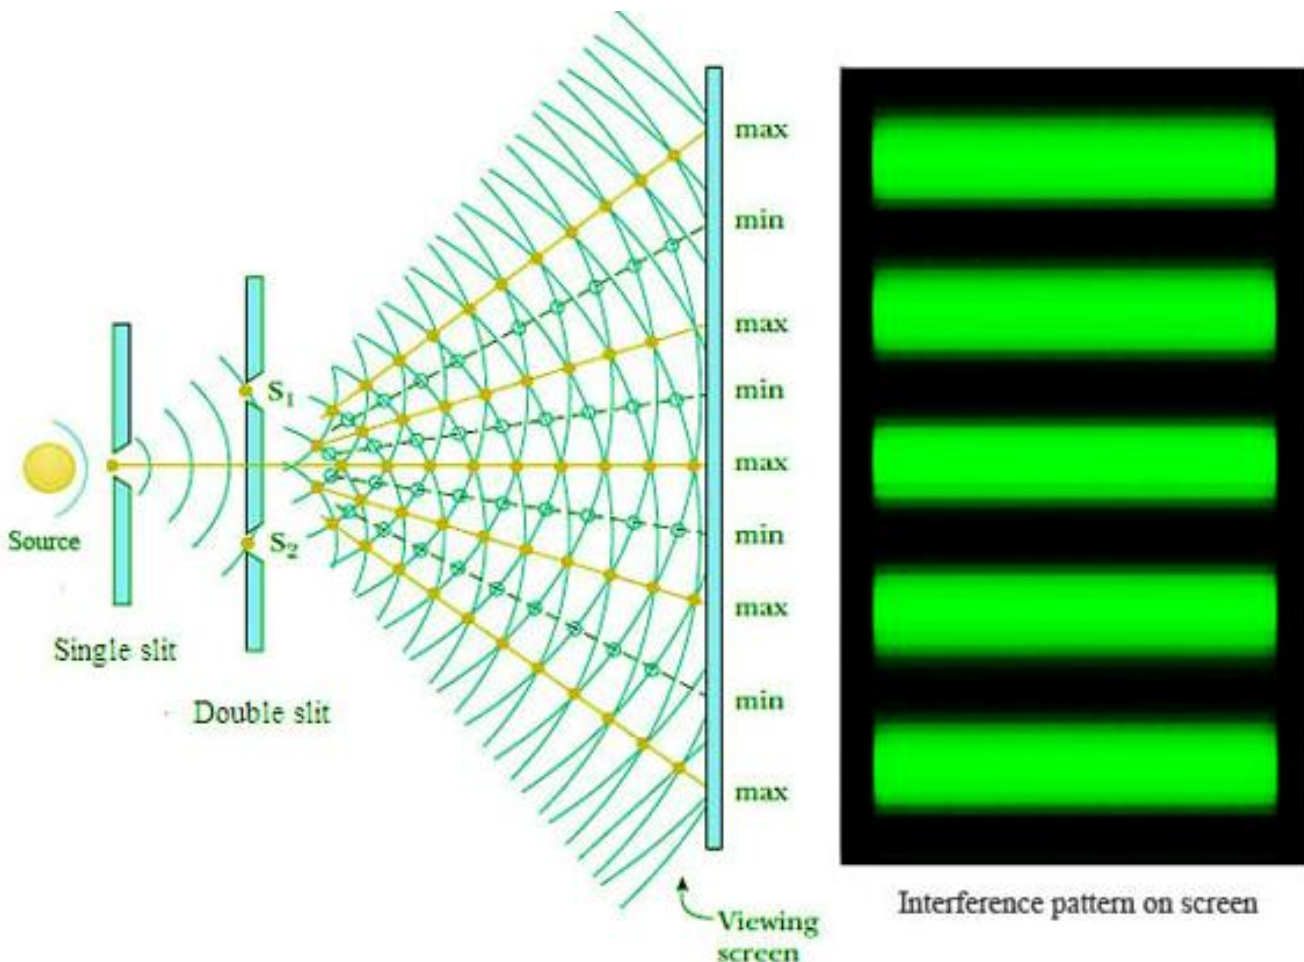 max
min
max
S1
min
max
Source
S2
min
max
Single slit
min
Double slit
max
Viewing
screen
Interference pattern on screen